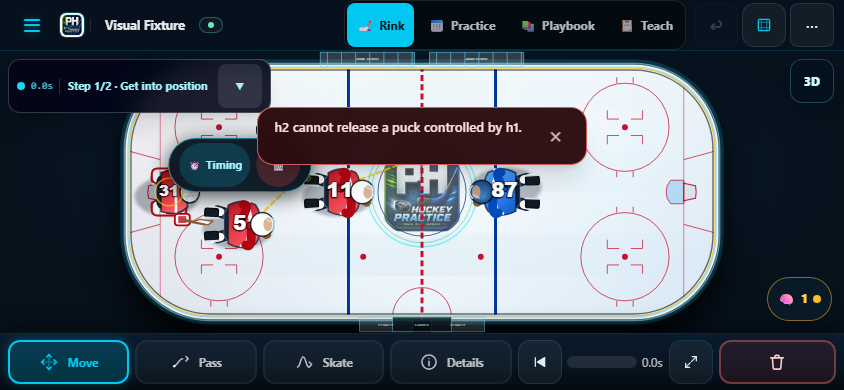 PH
Visual Fixture
Rink
Practice
Playbook
Teach
...
0.0s
Step 1/2 · Get into position
3D
h2 cannot release a puck controlled by h1.
Timing
31
5
11
87
PH
HOCKEY
PRACTICE
1
Move
Pass
Skate
Details
0.0s